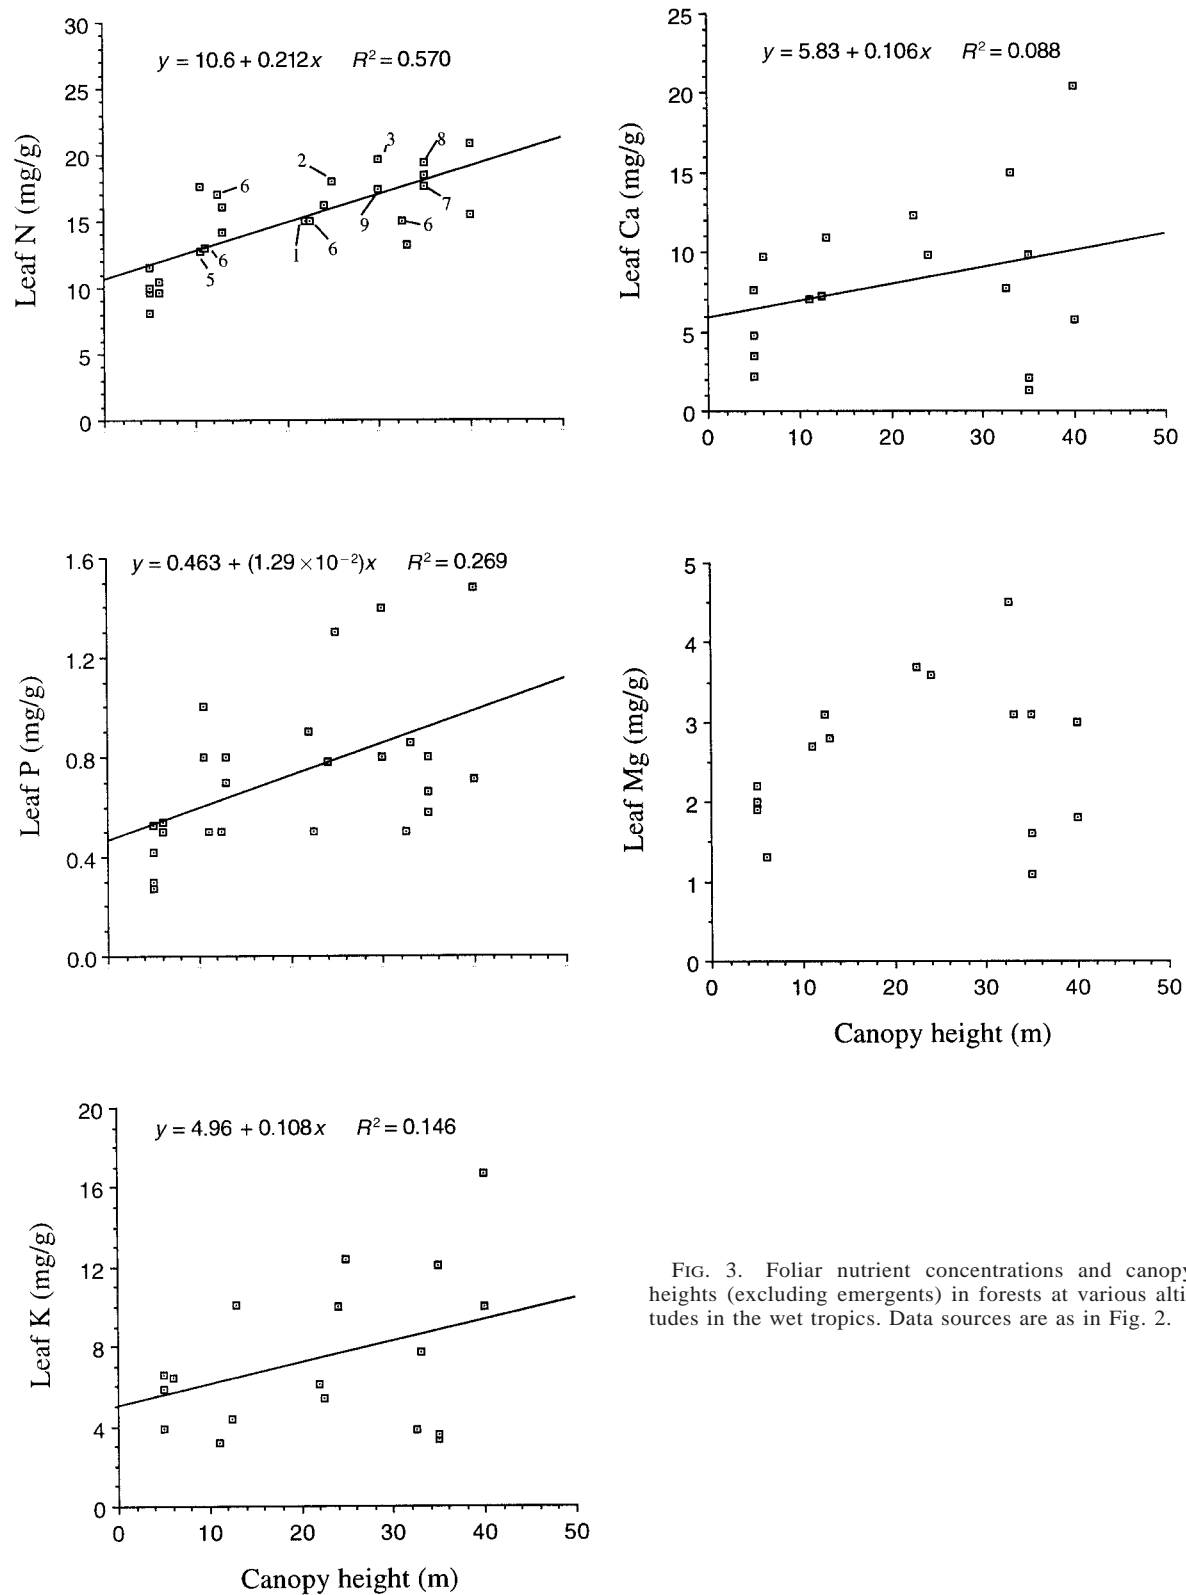 y = 10.6 + 0.212x R² = 0.570
Leaf N (mg/g)
30
25
20
15
10
5
0
6
5
6
2
1
6
3
9
8
7
6
y = 5.83 + 0.106x R² = 0.088
Leaf Ca (mg/g)
25
20
15
10
5
0
0 10 20 30 40 50
y = 0.463 + (1.29 × 10⁻²)x R² = 0.269
Leaf P (mg/g)
1.6
1.2
0.8
0.4
0.0
Leaf Mg (mg/g)
5
4
3
2
1
0
0 10 20 30 40 50
Canopy height (m)
y = 4.96 + 0.108x R² = 0.146
Leaf K (mg/g)
20
16
12
8
4
0
0 10 20 30 40 50
Canopy height (m)
FIG. 3. Foliar nutrient concentrations and canopy
heights (excluding emergents) in forests at various alti-
tudes in the wet tropics. Data sources are as in Fig. 2.